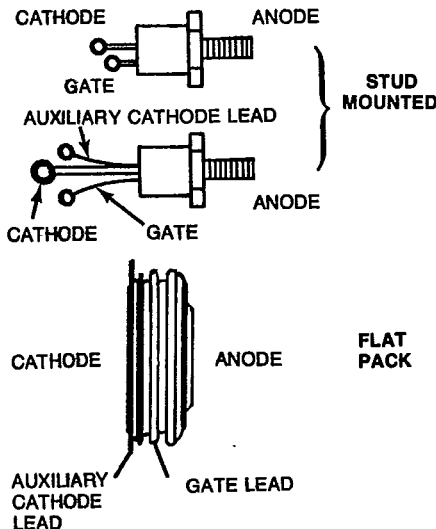 CATHODE
ANODE
GATE
STUD
MOUNTED
AUXILIARY CATHODE LEAD
ANODE
CATHODE
GATE
CATHODE
ANODE
FLAT
PACK
AUXILIARY
CATHODE
LEAD
GATE LEAD